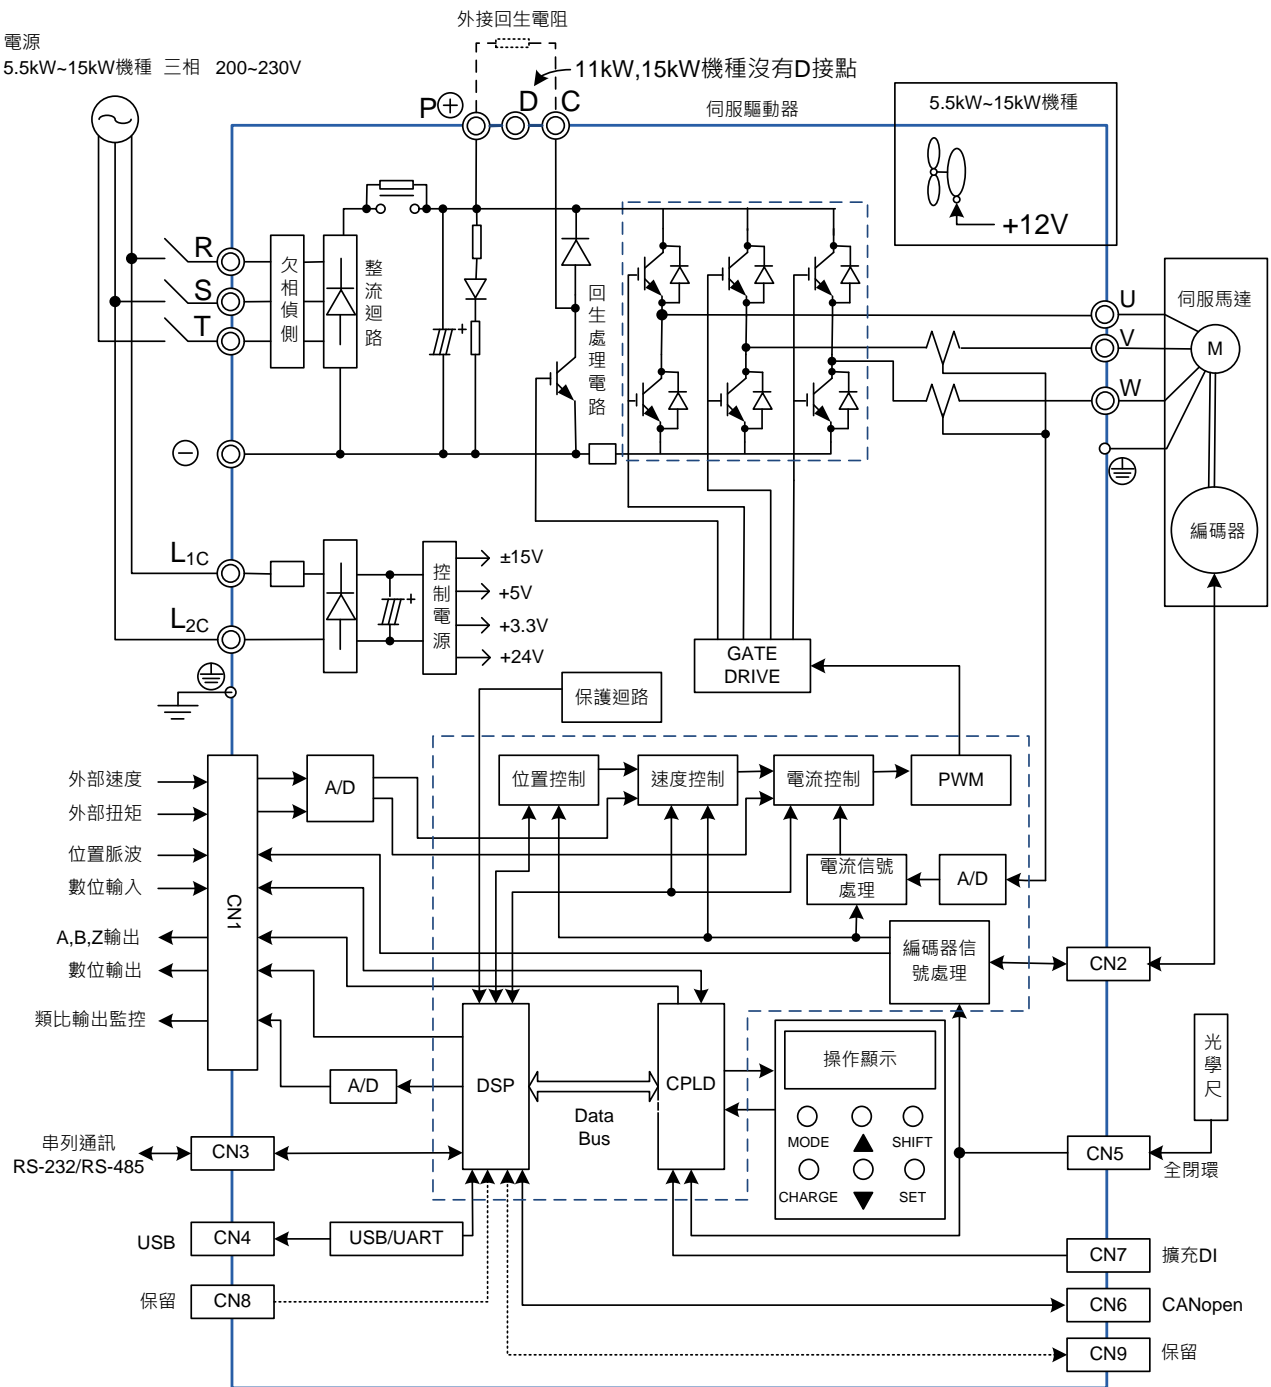 外接回生電阻
電源
5.5kW~15kW機種 三相 200~230V
11kW,15kW機種沒有D接點
P⊕
D
C
伺服驅動器
5.5kW~15kW機種
+12V
R
S
T
欠相偵側
整流迴路
+
回生處理電路
U
V
W
伺服馬達
M
編碼器
⊖
L1C
L2C
+
控制電源
±15V
+5V
+3.3V
+24V
GATE
DRIVE
保護迴路
外部速度
外部扭矩
位置脈波
數位輸入
A,B,Z輸出
數位輸出
類比輸出監控
CN1
A/D
位置控制
速度控制
電流控制
PWM
電流信號
處理
A/D
編碼器信
號處理
CN2
A/D
DSP
Data
Bus
CPLD
操作顯示
MODE
SHIFT
CHARGE
SET
光學尺
串列通訊
RS-232/RS-485
CN3
CN5
全閉環
USB
CN4
USB/UART
CN7
擴充DI
保留
CN8
CN6
CANopen
CN9
保留